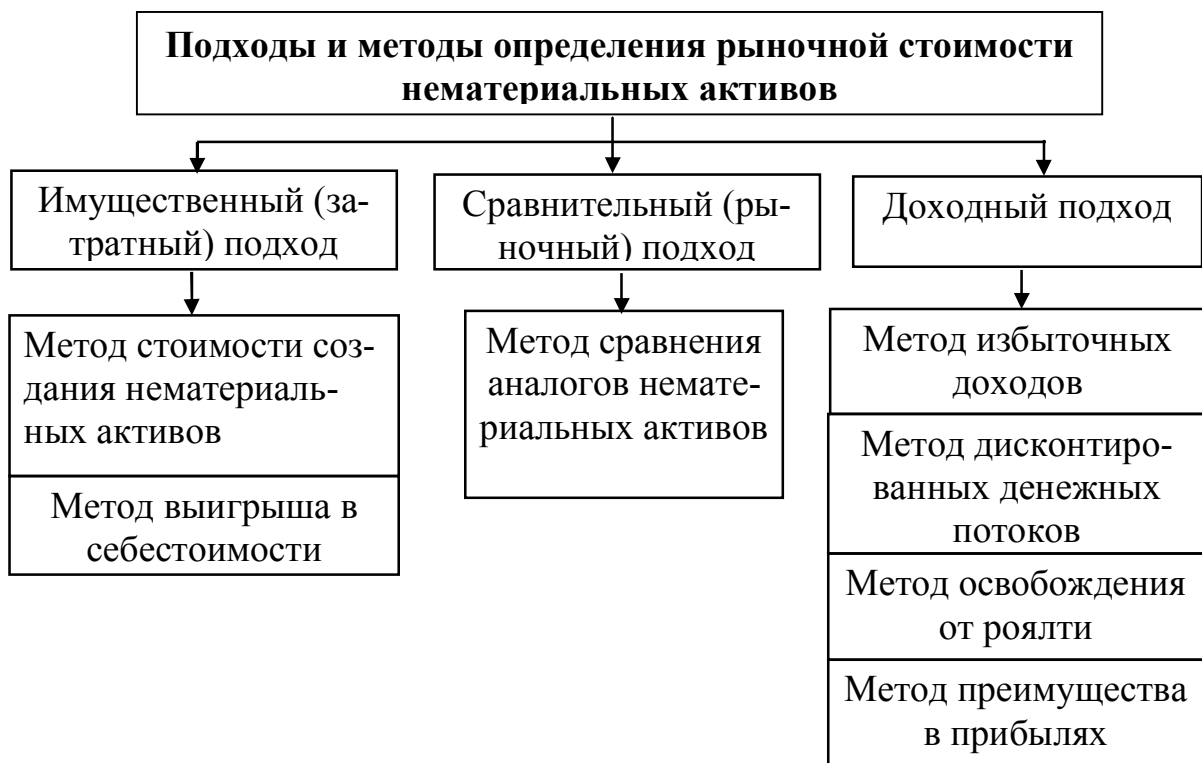 Подходы и методы определения рыночной стоимости
нематериальных активов
Имущественный (за-
тратный) подход
Сравнительный (ры-
ночный) подход
Доходный подход
Метод стоимости соз-
дания нематериаль-
ных активов
Метод выигрыша в
себестоимости
Метод сравнения
аналогов немате-
риальных активов
Метод избыточных
доходов
Метод дисконтиро-
ванных денежных
потоков
Метод освобождения
от роялти
Метод преимущества
в прибылях